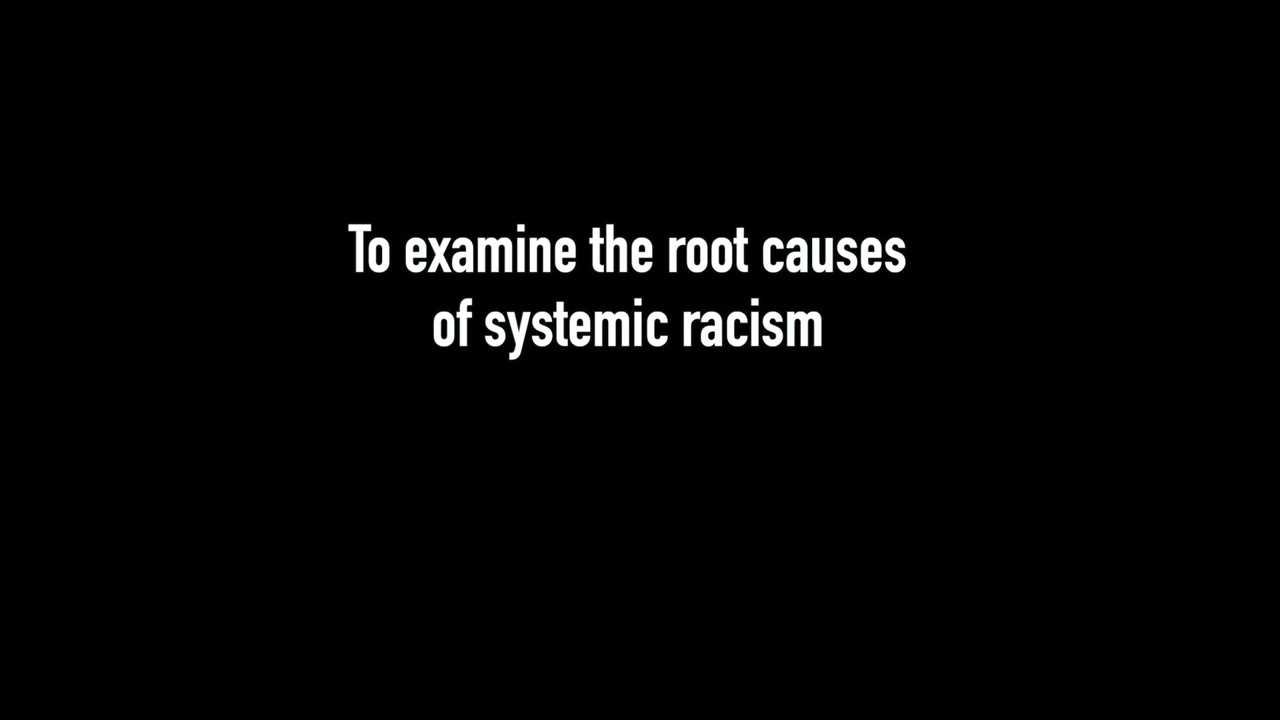 To examine the root causes
of systemic racism